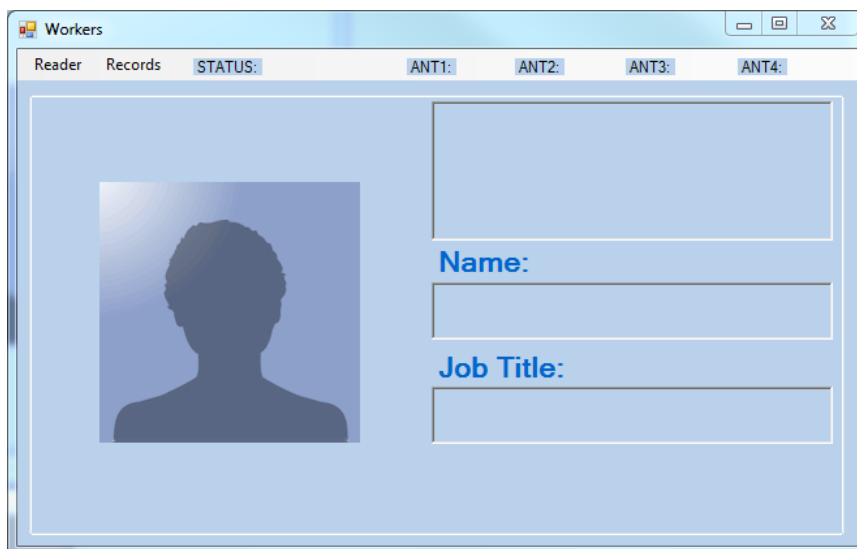 Workers
Reader Records STATUS: ANT1: ANT2: ANT3: ANT4:
Name:
Job Title: